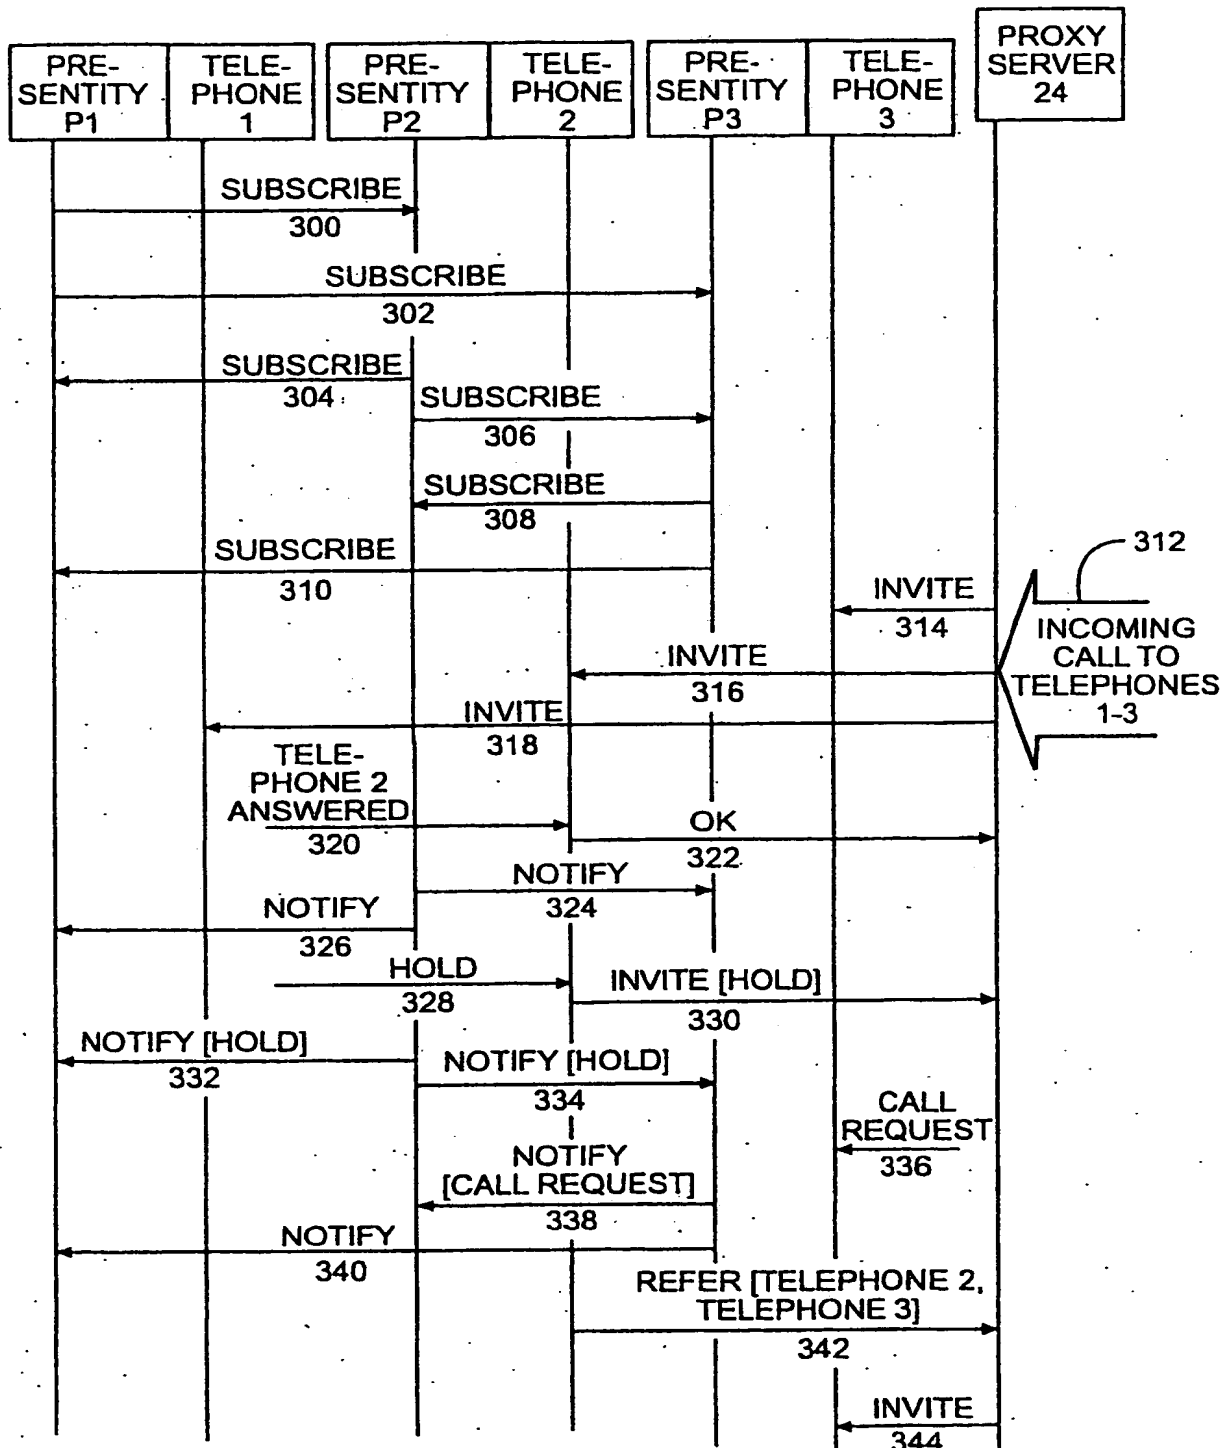 PRE-
SENTITY
P1
TELE-
PHONE
1
PRE-
SENTITY
P2
TELE-
PHONE
2
PRE-
SENTITY
P3
TELE-
PHONE
3
PROXY
SERVER
24
SUBSCRIBE
300
SUBSCRIBE
302
SUBSCRIBE
304
SUBSCRIBE
306
SUBSCRIBE
308
SUBSCRIBE
310
312
INCOMING
CALL TO
TELEPHONES
1-3
INVITE
314
INVITE
316
INVITE
318
TELE-
PHONE 2
ANSWERED
320
OK
322
NOTIFY
324
NOTIFY
326
HOLD
328
INVITE [HOLD]
330
NOTIFY [HOLD]
332
NOTIFY [HOLD]
334
CALL
REQUEST
336
NOTIFY
[CALL REQUEST]
338
NOTIFY
340
REFER [TELEPHONE 2,
TELEPHONE 3]
342
INVITE
344